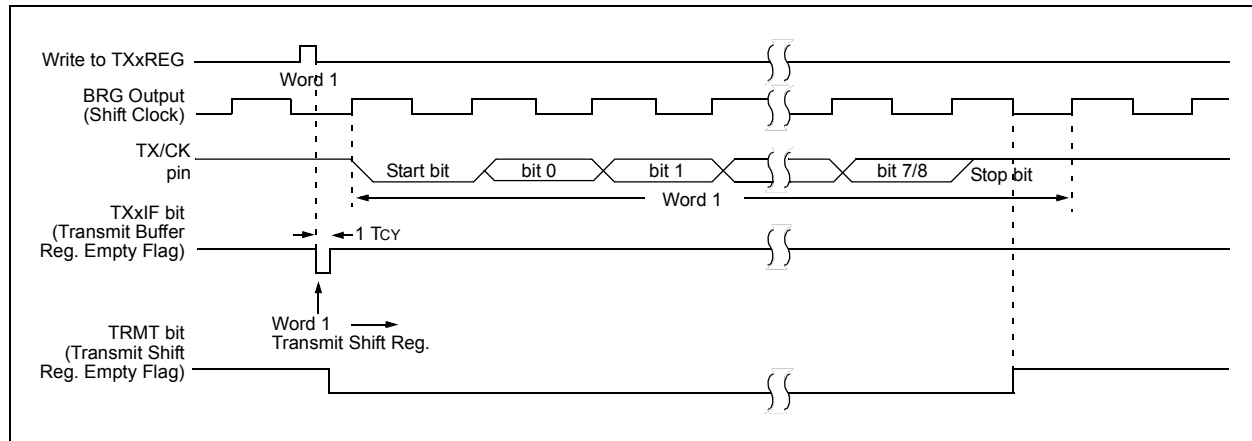 Write to TXxREG
Word 1
BRG Output
(Shift Clock)
TX/CK
pin
Start bit
bit 0
bit 1
bit 7/8
Stop bit
Word 1
TXxIF bit
(Transmit Buffer
Reg. Empty Flag)
1 TCY
Word 1
Transmit Shift Reg.
TRMT bit
(Transmit Shift
Reg. Empty Flag)